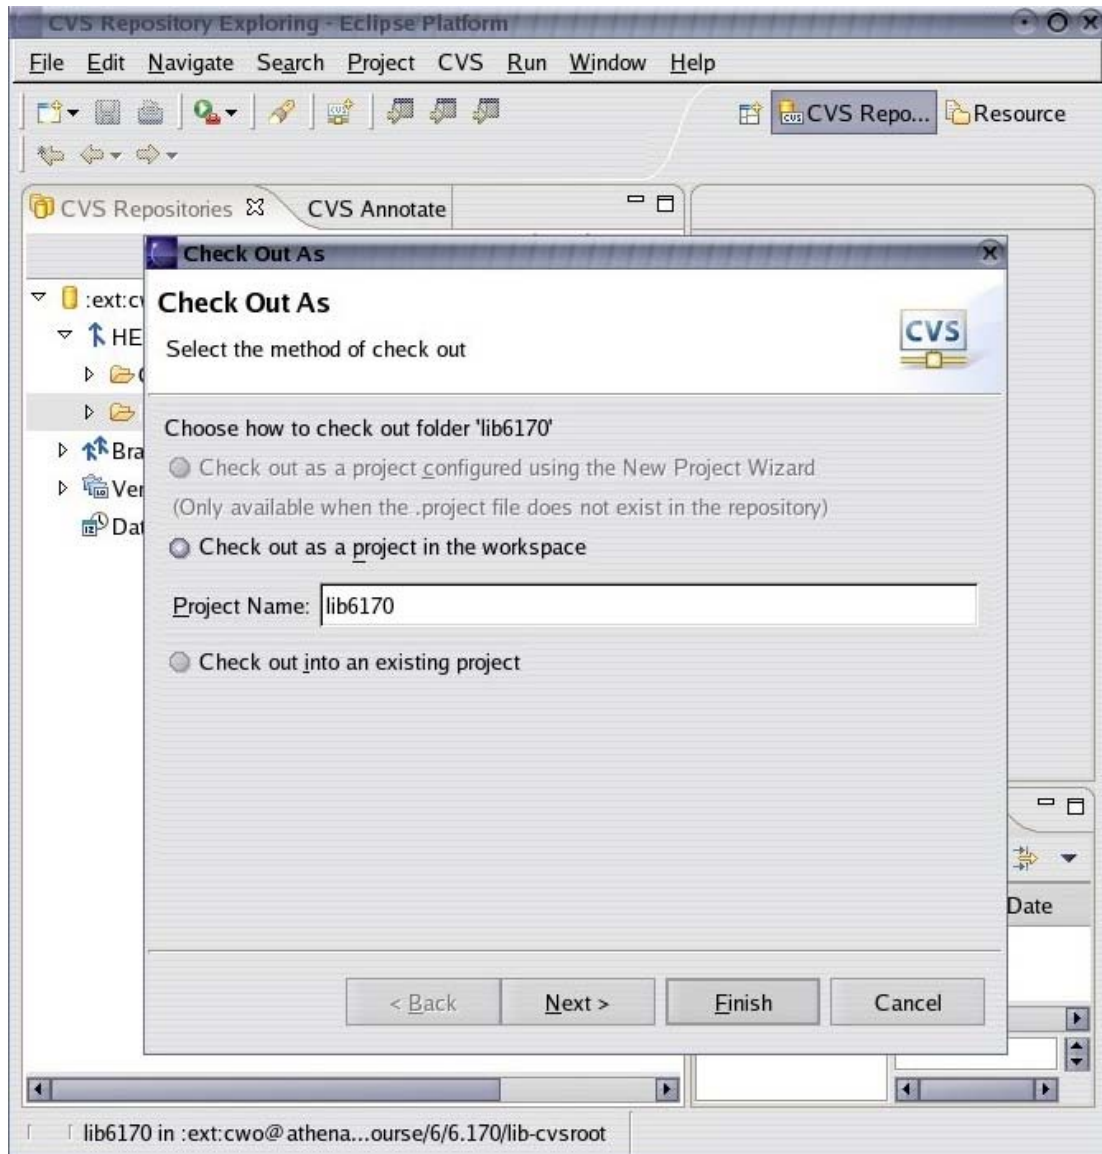 CVS Repository Exploring - Eclipse Platform
File Edit Navigate Search Project CVS Run Window Help
CVS Repo... Resource
CVS Repositories CVS Annotate
Check Out As
Check Out As
Select the method of check out
CVS
:ext:c
HE
Bra
Ver
Dat
Choose how to check out folder 'lib6170'
Check out as a project configured using the New Project Wizard
(Only available when the .project file does not exist in the repository)
Check out as a project in the workspace
Project Name: lib6170
Check out into an existing project
Date
< Back Next > Finish Cancel
lib6170 in :ext:cwo@athena...ourse/6/6.170/lib-cvsroot